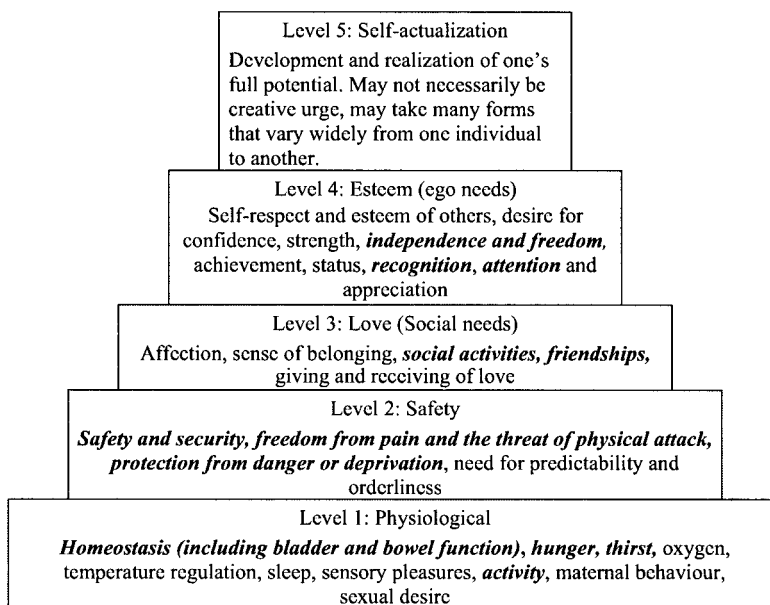 Level 5: Self-actualization
Development and realization of one's
full potential. May not necessarily be
creative urge, may take many forms
that vary widely from one individual
to another.
Level 4: Esteem (ego needs)
Self-respect and esteem of others, desire for
confidence, strength, independence and freedom,
achievement, status, recognition, attention and
appreciation
Level 3: Love (Social needs)
Affection, sense of belonging, social activities, friendships,
giving and receiving of love
Level 2: Safety
Safety and security, freedom from pain and the threat of physical attack,
protection from danger or deprivation, need for predictability and
orderliness
Level 1: Physiological
Homeostasis (including bladder and bowel function), hunger, thirst, oxygen,
temperature regulation, sleep, sensory pleasures, activity, maternal behaviour,
sexual desire